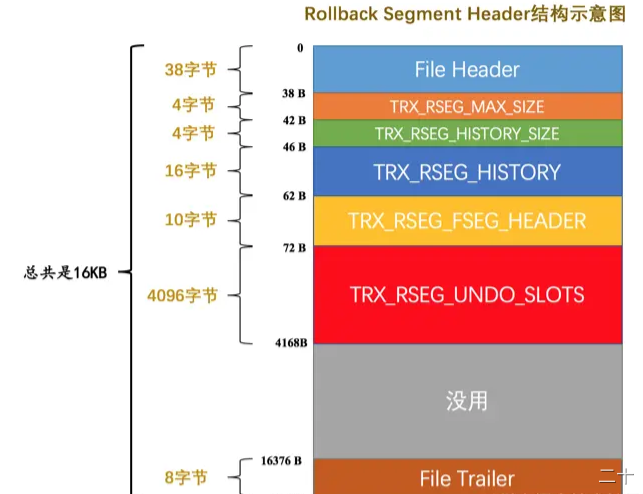 Rollback Segment Header结构示意图
0
38字节
File Header
38 B
4字节
TRX_RSEG_MAX_SIZE
42 B
4字节
TRX_RSEG_HISTORY_SIZE
46 B
16字节
TRX_RSEG_HISTORY
62 B
10字节
TRX_RSEG_FSEG_HEADER
72 B
总共是16KB
4096字节
TRX_RSEG_UNDO_SLOTS
4168B
没用
16376 B
8字节
File Trailer
二十